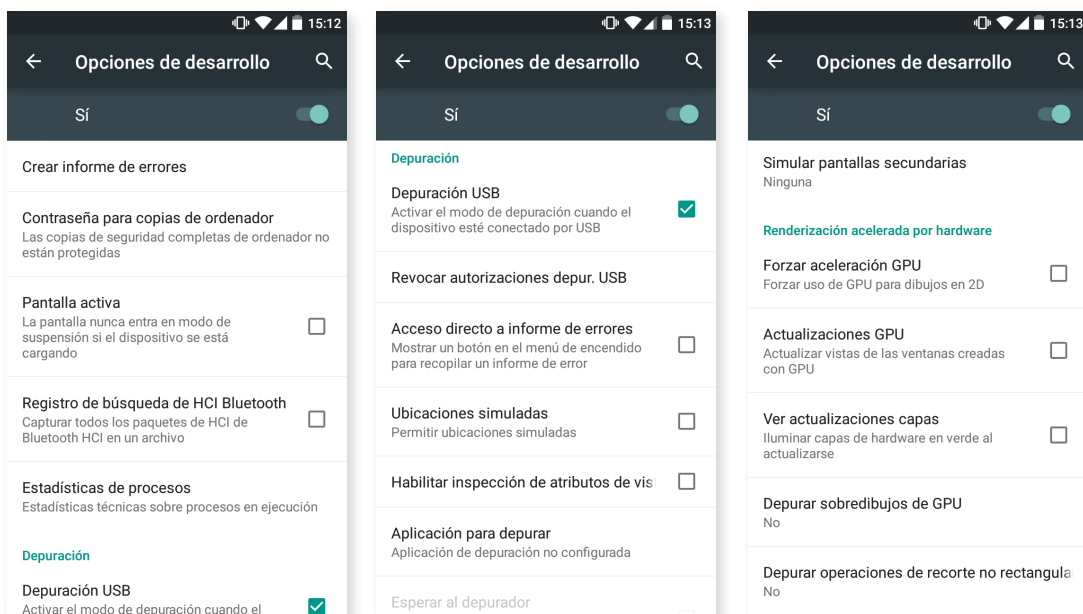 15:12
Opciones de desarrollo
Sí
Crear informe de errores
Contraseña para copias de ordenador
Las copias de seguridad completas de ordenador no
están protegidas
Pantalla activa
La pantalla nunca entra en modo de
suspensión si el dispositivo se está
cargando
Registro de búsqueda de HCI Bluetooth
Capturar todos los paquetes de HCI de
Bluetooth HCI en un archivo
Estadísticas de procesos
Estadísticas técnicas sobre procesos en ejecución
Depuración
Depuración USB
Activar el modo de depuración cuando el
15:13
Opciones de desarrollo
Sí
Depuración
Depuración USB
Activar el modo de depuración cuando el
dispositivo esté conectado por USB
Revocar autorizaciones depur. USB
Acceso directo a informe de errores
Mostrar un botón en el menú de encendido
para recopilar un informe de error
Ubicaciones simuladas
Permitir ubicaciones simuladas
Habilitar inspección de atributos de vis
Aplicación para depurar
Aplicación de depuración no configurada
Esperar al depurador
15:13
Opciones de desarrollo
Sí
Simular pantallas secundarias
Ninguna
Renderización acelerada por hardware
Forzar aceleración GPU
Forzar uso de GPU para dibujos en 2D
Actualizaciones GPU
Actualizar vistas de las ventanas creadas
con GPU
Ver actualizaciones capas
Iluminar capas de hardware en verde al
actualizarse
Depurar sobredibujos de GPU
No
Depurar operaciones de recorte no rectangula
No